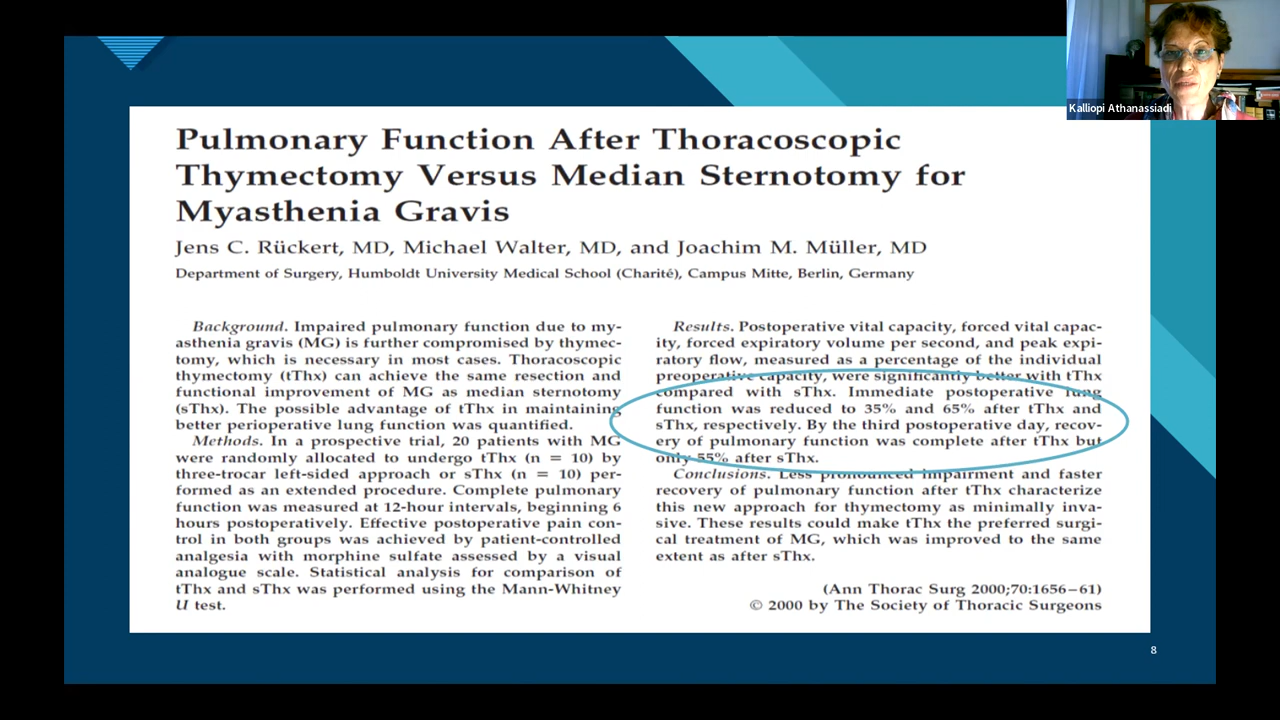 Kalliopi Athanassiadi
Pulmonary Function After Thoracoscopic
Thymectomy Versus Median Sternotomy for
Myasthenia Gravis
Jens C. Rückert, MD, Michael Walter, MD, and Joachim M. Müller, MD
Department of Surgery, Humboldt University Medical School (Charité), Campus Mitte, Berlin, Germany
Background. Impaired pulmonary function due to my-
asthenia gravis (MG) is further compromised by thymec-
tomy, which is necessary in most cases. Thoracoscopic
thymectomy (tThx) can achieve the same resection and
functional improvement of MG as median sternotomy
(sThx). The possible advantage of tThx in maintaining
better perioperative lung function was quantified.
Methods. In a prospective trial, 20 patients with MG
were randomly allocated to undergo tThx (n = 10) by
three-trocar left-sided approach or sThx (n = 10) per-
formed as an extended procedure. Complete pulmonary
function was measured at 12-hour intervals, beginning 6
hours postoperatively. Effective postoperative pain con-
trol in both groups was achieved by patient-controlled
analgesia with morphine sulfate assessed by a visual
analogue scale. Statistical analysis for comparison of
tThx and sThx was performed using the Mann-Whitney
U test.
Results. Postoperative vital capacity, forced vital capac-
ity, forced expiratory volume per second, and peak expi-
ratory flow, measured as a percentage of the individual
preoperative capacity, were significantly better with tThx
compared with sThx. Immediate postoperative lung
function was reduced to 35% and 65% after tThx and
sThx, respectively. By the third postoperative day, recov-
ery of pulmonary function was complete after tThx but
only 55% after sThx.
Conclusions. Less pronounced impairment and faster
recovery of pulmonary function after tThx characterize
this new approach for thymectomy as minimally inva-
sive. These results could make tThx the preferred surgi-
cal treatment of MG, which was improved to the same
extent as after sThx.
(Ann Thorac Surg 2000;70:1656–61)
© 2000 by The Society of Thoracic Surgeons
8